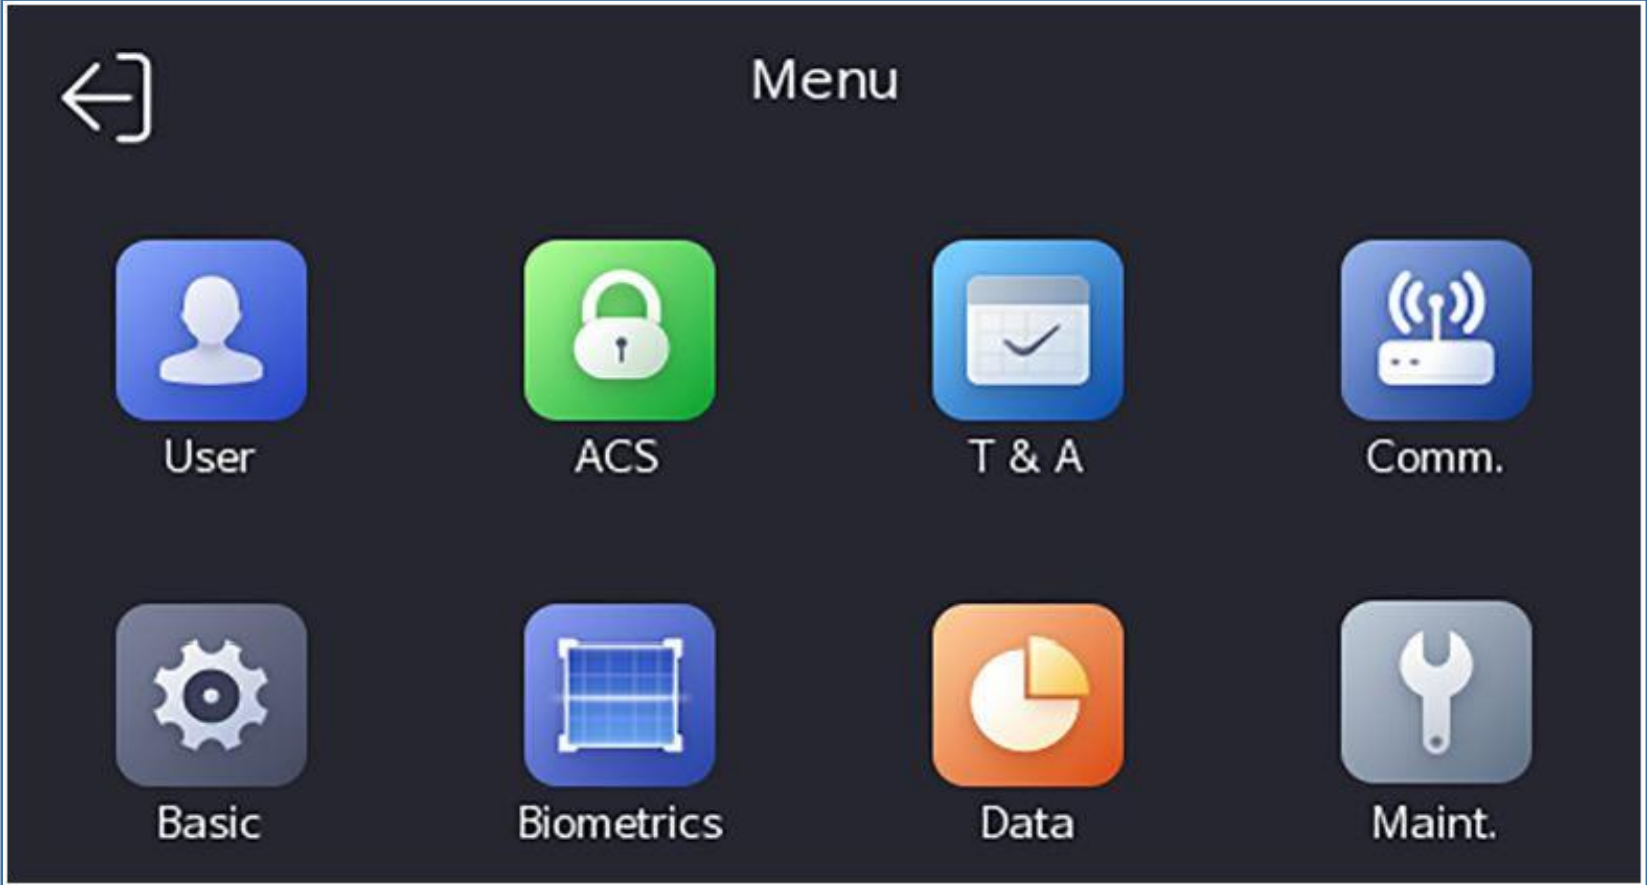 Menu
User
ACS
T & A
Comm.
Basic
Biometrics
Data
Maint.